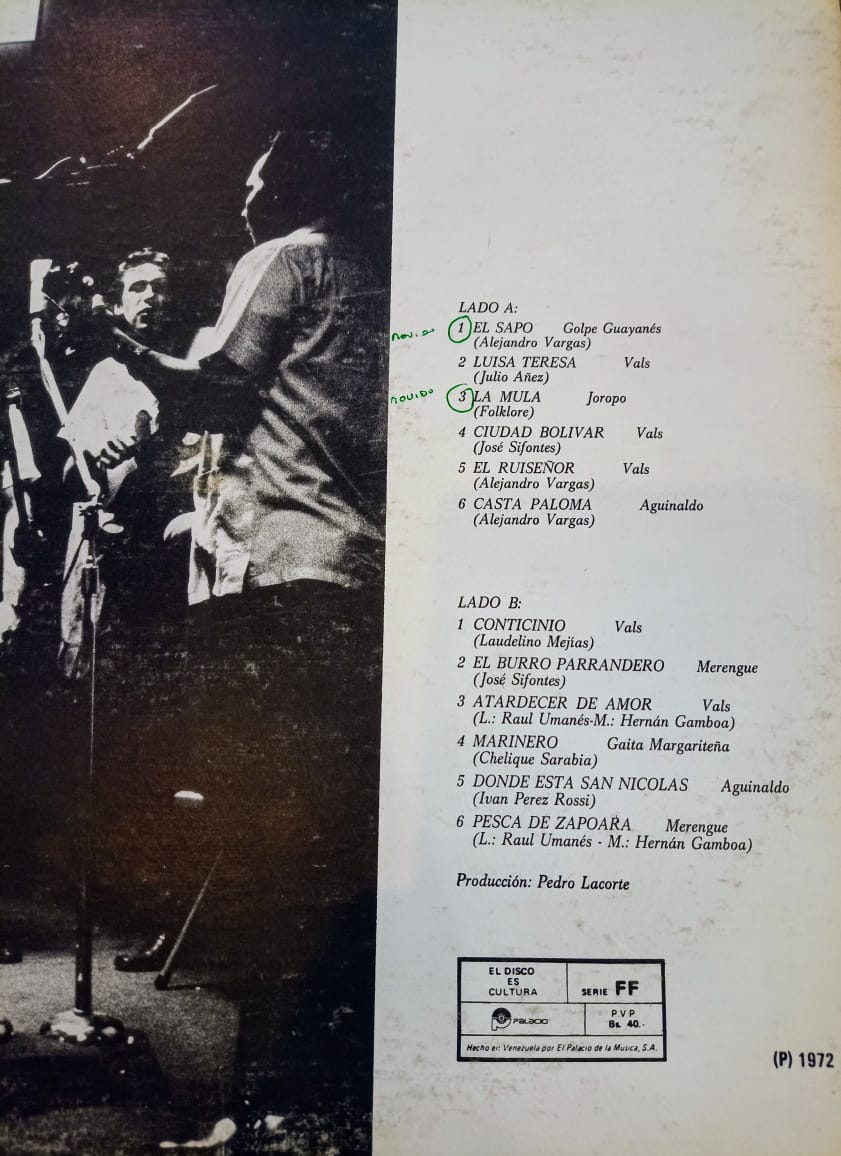 LADO A:
movido 1 EL SAPO Golpe Guayanés
(Alejandro Vargas)
2 LUISA TERESA Vals
(Julio Añez)
movido 3 LA MULA Joropo
(Folklore)
4 CIUDAD BOLIVAR Vals
(José Sifontes)
5 EL RUISEÑOR Vals
(Alejandro Vargas)
6 CASTA PALOMA Aguinaldo
(Alejandro Vargas)
LADO B:
1 CONTICINIO Vals
(Laudelino Mejías)
2 EL BURRO PARRANDERO Merengue
(José Sifontes)
3 ATARDECER DE AMOR Vals
(L.: Raul Umanés-M.: Hernán Gamboa)
4 MARINERO Gaita Margariteña
(Chelique Sarabia)
5 DONDE ESTA SAN NICOLAS Aguinaldo
(Ivan Perez Rossi)
6 PESCA DE ZAPOARA Merengue
(L.: Raul Umanés - M.: Hernán Gamboa)
Producción: Pedro Lacorte
EL DISCO
ES
CULTURA
SERIE FF
PALACIO
P V P
Bs. 40.-
Hecho en Venezuela por El Palacio de la Musica, S.A.
(P) 1972